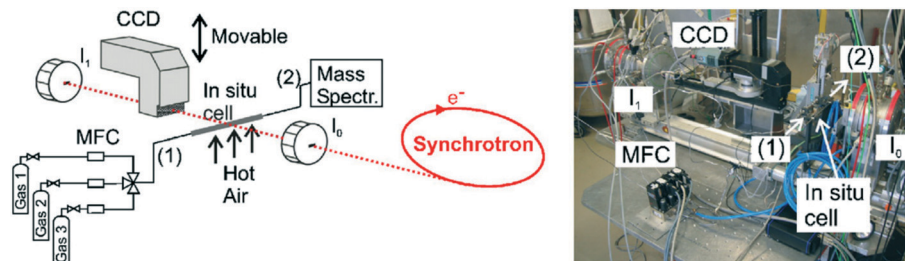 CCD
Movable
I₁
In situ
cell
(2)
Mass
Spectr.
e⁻
Synchrotron
I₀
MFC
(1)
Hot
Air
Gas 1
Gas 2
Gas 3
CCD
(2)
I₁
(1)
MFC
I₀
In situ
cell